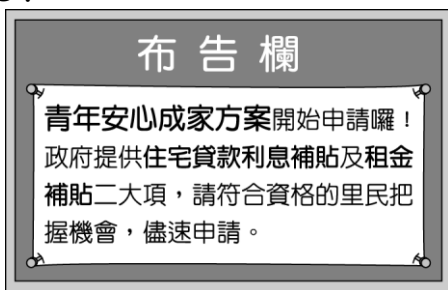 布告欄
青年安心成家方案開始申請囉！
政府提供住宅貸款利息補貼及租金
補貼二大項，請符合資格的里民把
握機會，儘速申請。